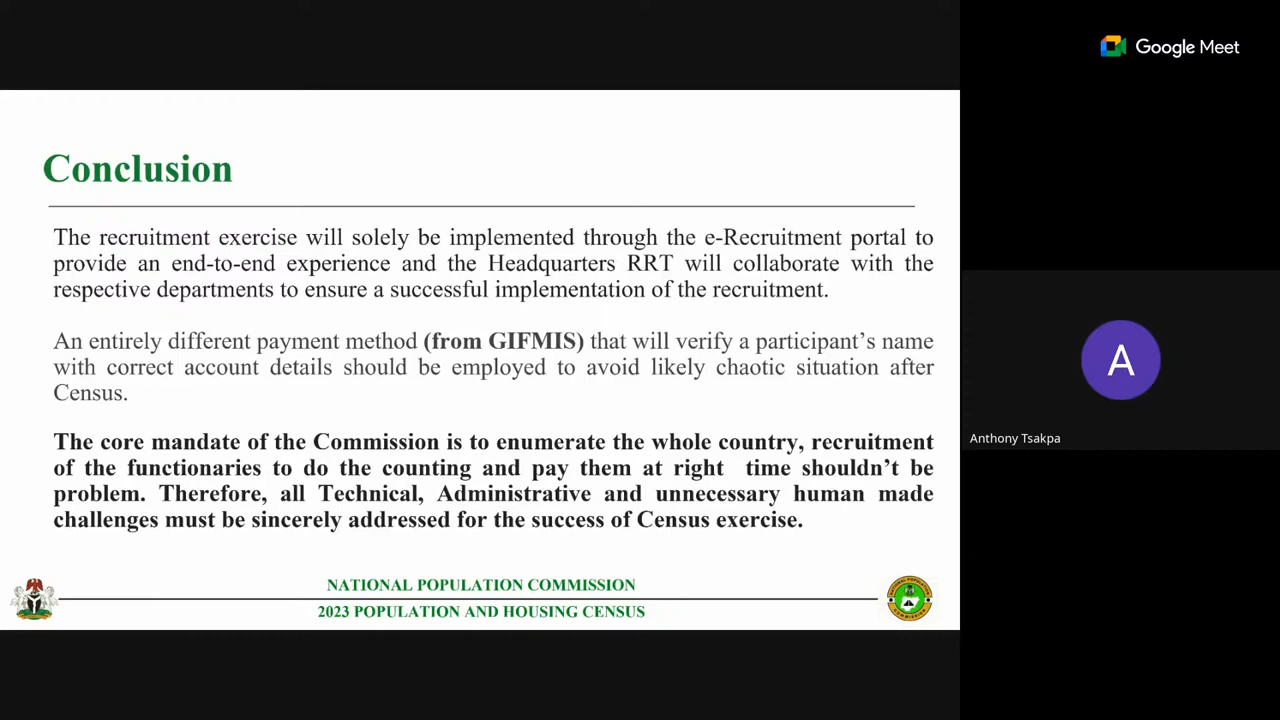 Google Meet
Conclusion
The recruitment exercise will solely be implemented through the e-Recruitment portal to
provide an end-to-end experience and the Headquarters RRT will collaborate with the
respective departments to ensure a successful implementation of the recruitment.
An entirely different payment method (from GIFMIS) that will verify a participant’s name
with correct account details should be employed to avoid likely chaotic situation after
Census.
The core mandate of the Commission is to enumerate the whole country, recruitment
of the functionaries to do the counting and pay them at right time shouldn’t be
problem. Therefore, all Technical, Administrative and unnecessary human made
challenges must be sincerely addressed for the success of Census exercise.
NATIONAL POPULATION COMMISSION
2023 POPULATION AND HOUSING CENSUS
A
Anthony Tsakpa